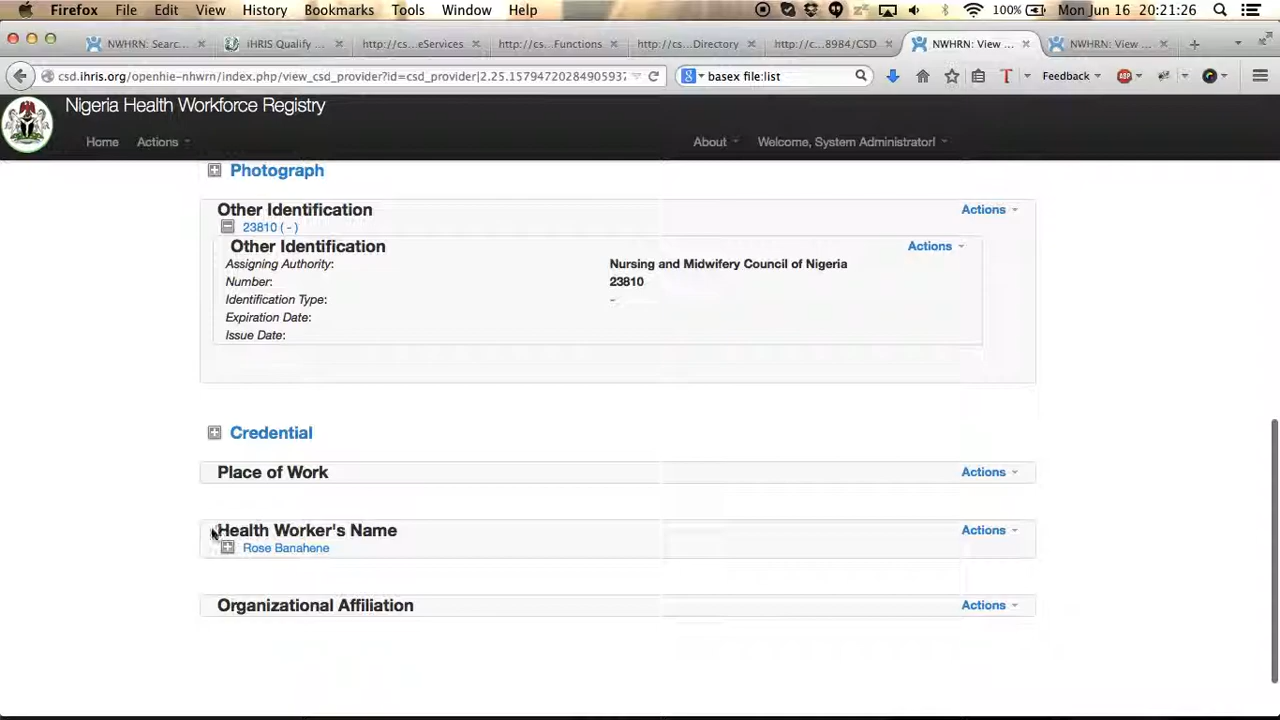 Firefox File Edit View History Bookmarks Tools Window Help 100% Mon Jun 16 20:21:26
NWHRN: Searc... iHRIS Qualify ... http://cs...eServices http://cs...Functions http://cs...Directory http://c...8984/CSD NWHRN: View ... NWHRN: View ...
csd.ihris.org/openhie-nhwrn/index.php/view_csd_provider?id=csd_provider|2.25.1579472028490593 basex file:list Feedback
Nigeria Health Workforce Registry
Home Actions About Welcome, System Administrator!
Photograph
Other Identification Actions
23810 ( - )
Other Identification Actions
Assigning Authority: Nursing and Midwifery Council of Nigeria
Number: 23810
Identification Type: -
Expiration Date:
Issue Date:
Credential
Place of Work Actions
Health Worker's Name Actions
Rose Banahene
Organizational Affiliation Actions